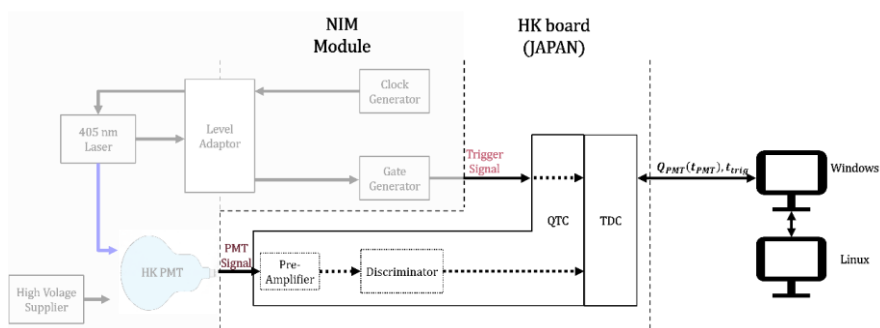 NIM
Module
HK board
(JAPAN)
Clock
Generator
405 nm
Laser
Level
Adaptor
Trigger
Signal
Gate
Generator
Q_PMT(t_PMT), t_trig
Windows
QTC
TDC
PMT
Signal
HK PMT
Pre-
Amplifier
Discriminator
Linux
High Volage
Supplier